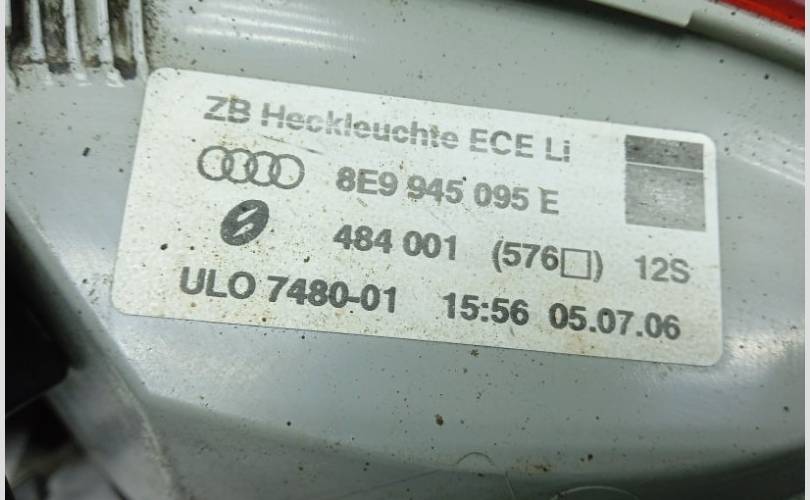 ZB Heckleuchte ECE Li
8E9 945 095 E
484 001 (576□) 12S
ULO 7480-01 15:56 05.07.06